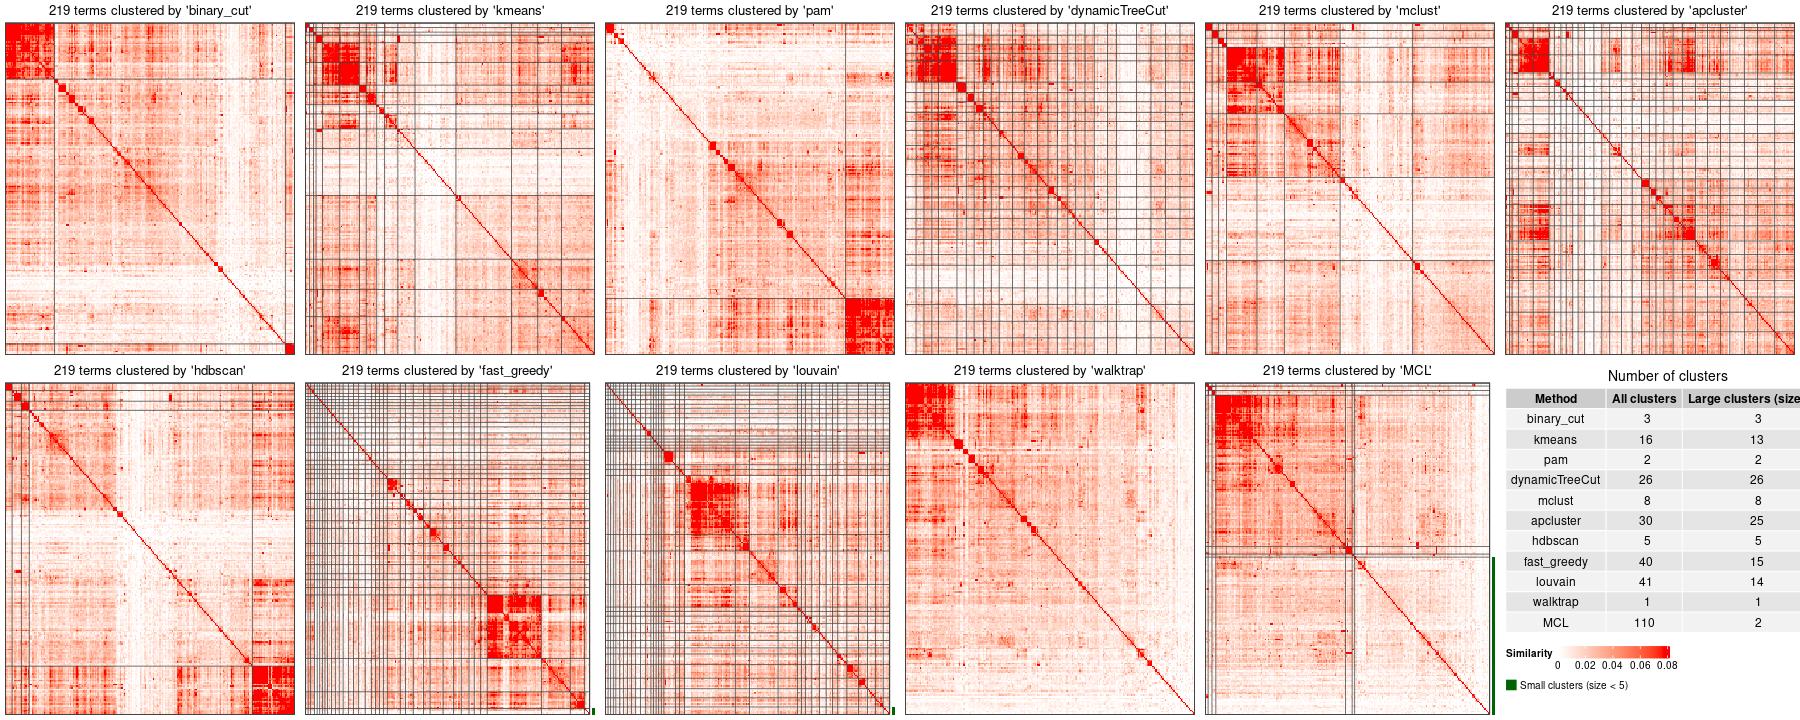 219 terms clustered by 'binary_cut'
219 terms clustered by 'kmeans'
219 terms clustered by 'pam'
219 terms clustered by 'dynamicTreeCut'
219 terms clustered by 'mclust'
219 terms clustered by 'apcluster'
219 terms clustered by 'hdbscan'
219 terms clustered by 'fast_greedy'
219 terms clustered by 'louvain'
219 terms clustered by 'walktrap'
219 terms clustered by 'MCL'
Number of clusters
Method All clusters Large clusters (size
binary_cut 3 3
kmeans 16 13
pam 2 2
dynamicTreeCut 26 26
mclust 8 8
apcluster 30 25
hdbscan 5 5
fast_greedy 40 15
louvain 41 14
walktrap 1 1
MCL 110 2
Similarity
0 0.02 0.04 0.06 0.08
Small clusters (size < 5)